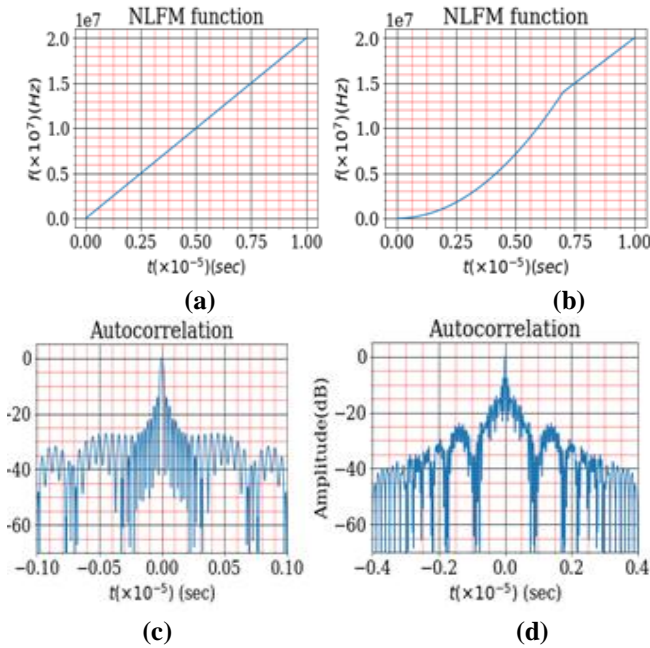 NLFM function
1e7
2.0
1.5
1.0
0.5
0.0
f(×10⁷)(Hz)
0.00 0.25 0.50 0.75 1.00
t(×10⁻⁵)(sec)
(a)
NLFM function
1e7
2.0
1.5
1.0
0.5
0.0
f(×10⁷)(Hz)
0.00 0.25 0.50 0.75 1.00
t(×10⁻⁵)(sec)
(b)
Autocorrelation
0
-20
-40
-60
-0.10 -0.05 0.00 0.05 0.10
t(×10⁻⁵) (sec)
(c)
Autocorrelation
Amplitude(dB)
0
-20
-40
-60
-0.4 -0.2 0.0 0.2 0.4
t(×10⁻⁵) (sec)
(d)